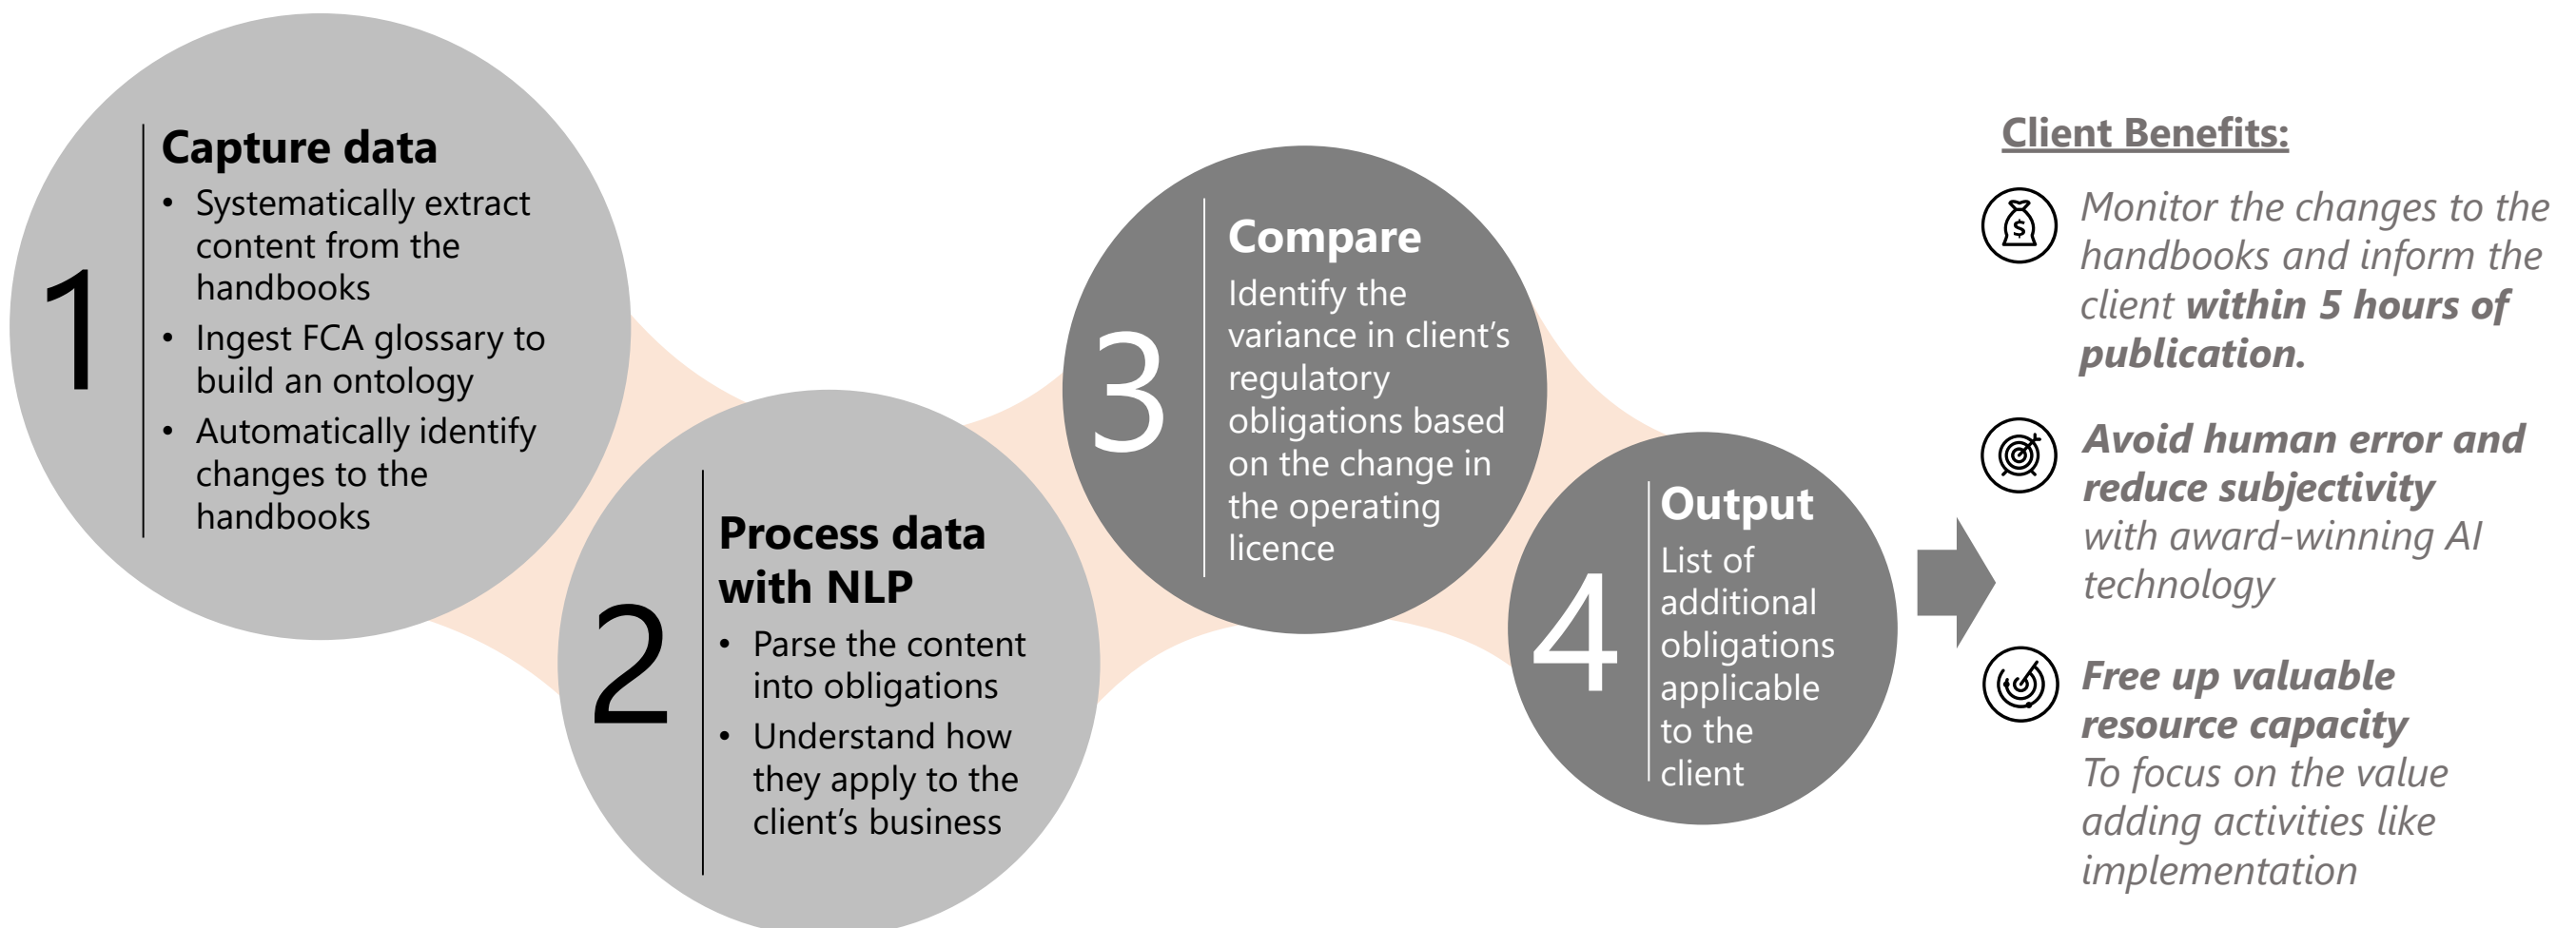 1
Capture data
• Systematically extract
content from the
handbooks
• Ingest FCA glossary to
build an ontology
• Automatically identify
changes to the
handbooks
2
Process data
with NLP
• Parse the content
into obligations
• Understand how
they apply to the
client's business
3
Compare
Identify the
variance in client's
regulatory
obligations based
on the change in
the operating
licence
4
Output
List of
additional
obligations
applicable
to the
client
Client Benefits:
$
Monitor the changes to the
handbooks and inform the
client within 5 hours of
publication.
Avoid human error and
reduce subjectivity
with award-winning AI
technology
Free up valuable
resource capacity
To focus on the value
adding activities like
implementation